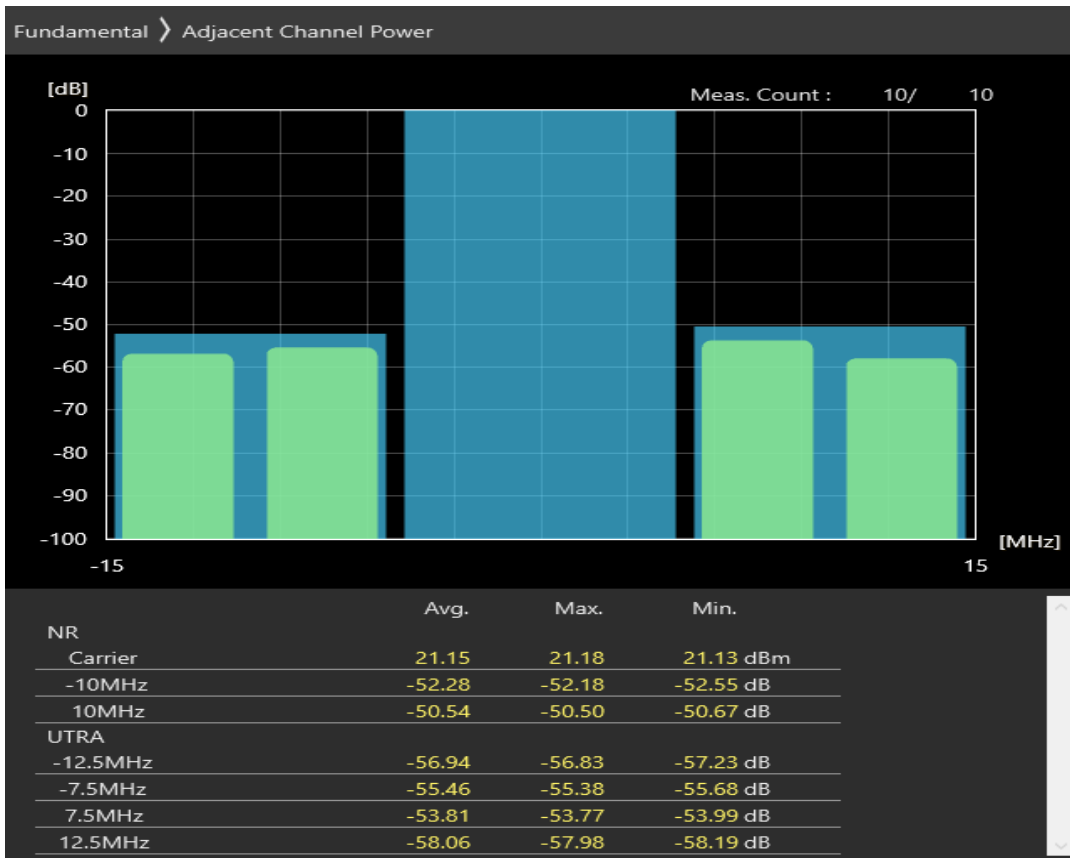 Fundamental ❯ Adjacent Channel Power
[dB]
Meas. Count : 10/ 10
0
-10
-20
-30
-40
-50
-60
-70
-80
-90
-100
[MHz]
-15 15
Avg. Max. Min.
NR
Carrier 21.15 21.18 21.13 dBm
-10MHz -52.28 -52.18 -52.55 dB
10MHz -50.54 -50.50 -50.67 dB
UTRA
-12.5MHz -56.94 -56.83 -57.23 dB
-7.5MHz -55.46 -55.38 -55.68 dB
7.5MHz -53.81 -53.77 -53.99 dB
12.5MHz -58.06 -57.98 -58.19 dB